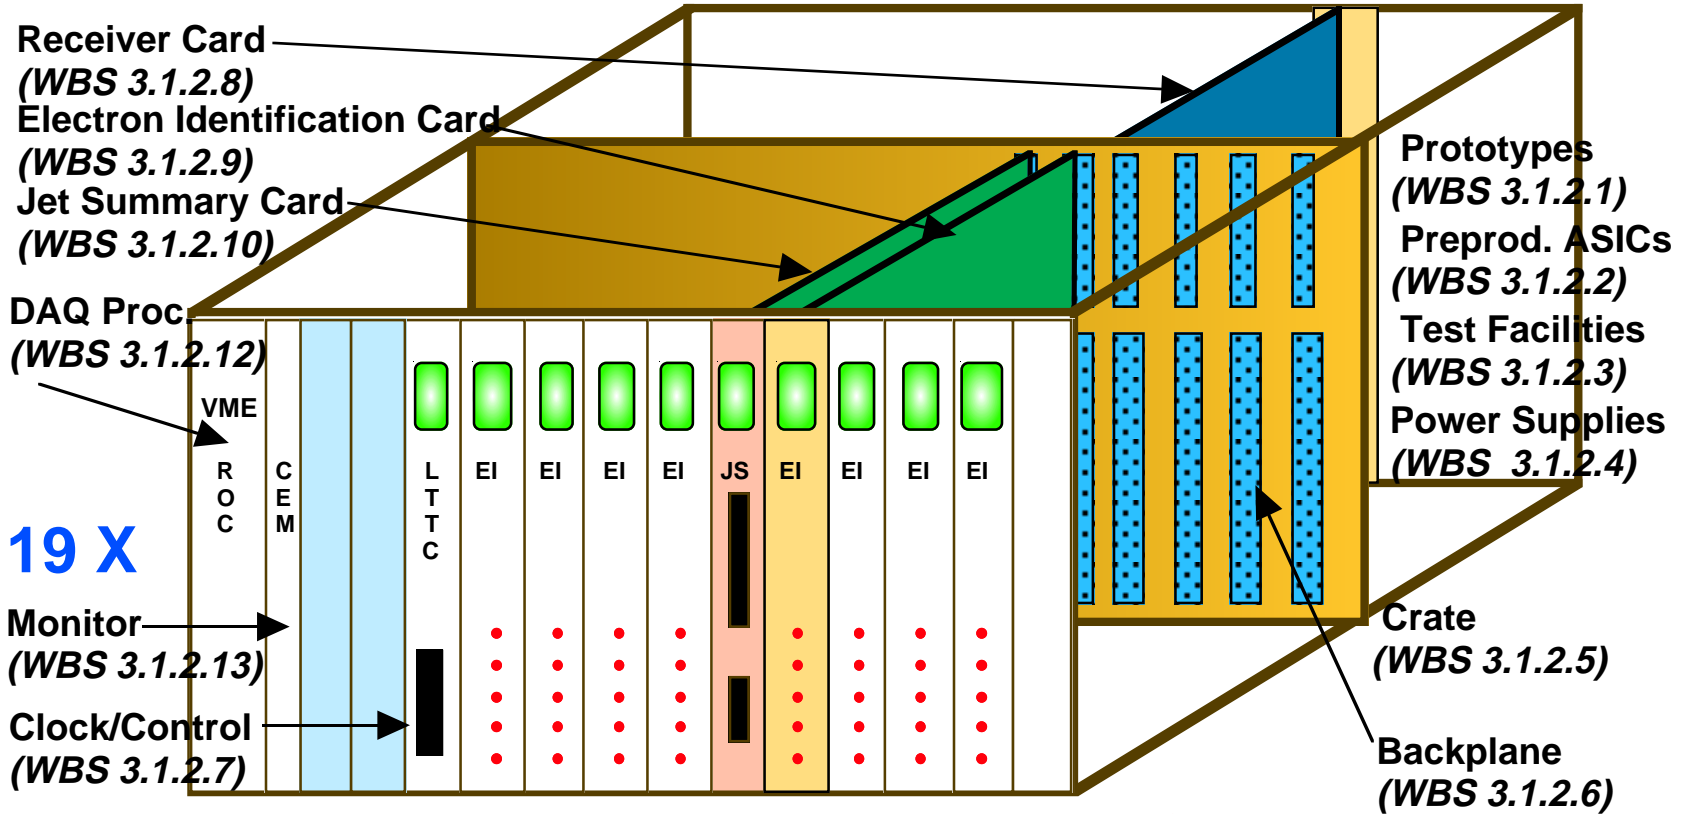 Receiver Card
(WBS 3.1.2.8)
Electron Identification Card
(WBS 3.1.2.9)
Jet Summary Card
(WBS 3.1.2.10)
DAQ Proc.
(WBS 3.1.2.12)
VME
R
O
C
C
E
M
L
T
T
C
EI
EI
EI
EI
JS
EI
EI
EI
EI
19 X
Monitor
(WBS 3.1.2.13)
Clock/Control
(WBS 3.1.2.7)
Prototypes
(WBS 3.1.2.1)
Preprod. ASICs
(WBS 3.1.2.2)
Test Facilities
(WBS 3.1.2.3)
Power Supplies
(WBS 3.1.2.4)
Crate
(WBS 3.1.2.5)
Backplane
(WBS 3.1.2.6)